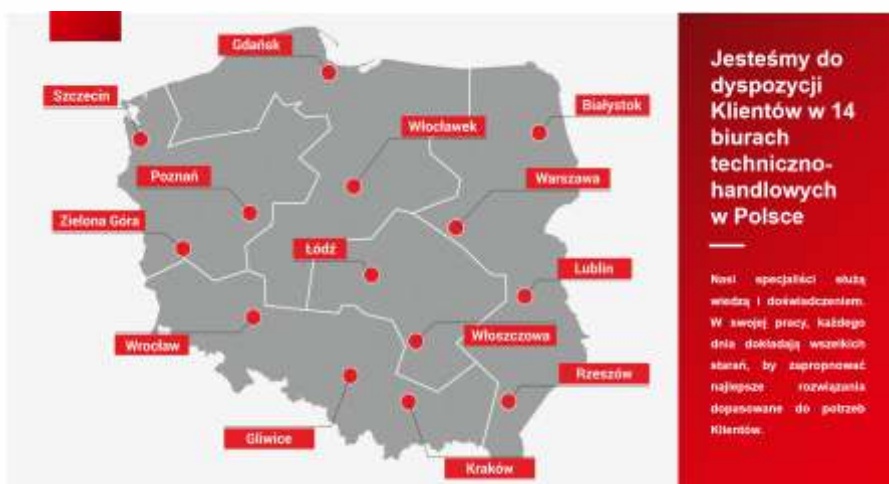 Gdańsk
Szczecin
Białystok
Włocławek
Poznań
Warszawa
Zielona Góra
Łódź
Lublin
Wrocław
Włoszczowa
Rzeszów
Gliwice
Kraków
Jesteśmy do
dyspozycji
Klientów w 14
biurach
techniczno-
handlowych
w Polsce
Nasi specjaliści służą
wiedzą i doświadczeniem.
W swojej pracy, każdego
dnia dokładają wszelkich
starań, by zaproponować
najlepsze rozwiązania
dopasowane do potrzeb
Klientów.